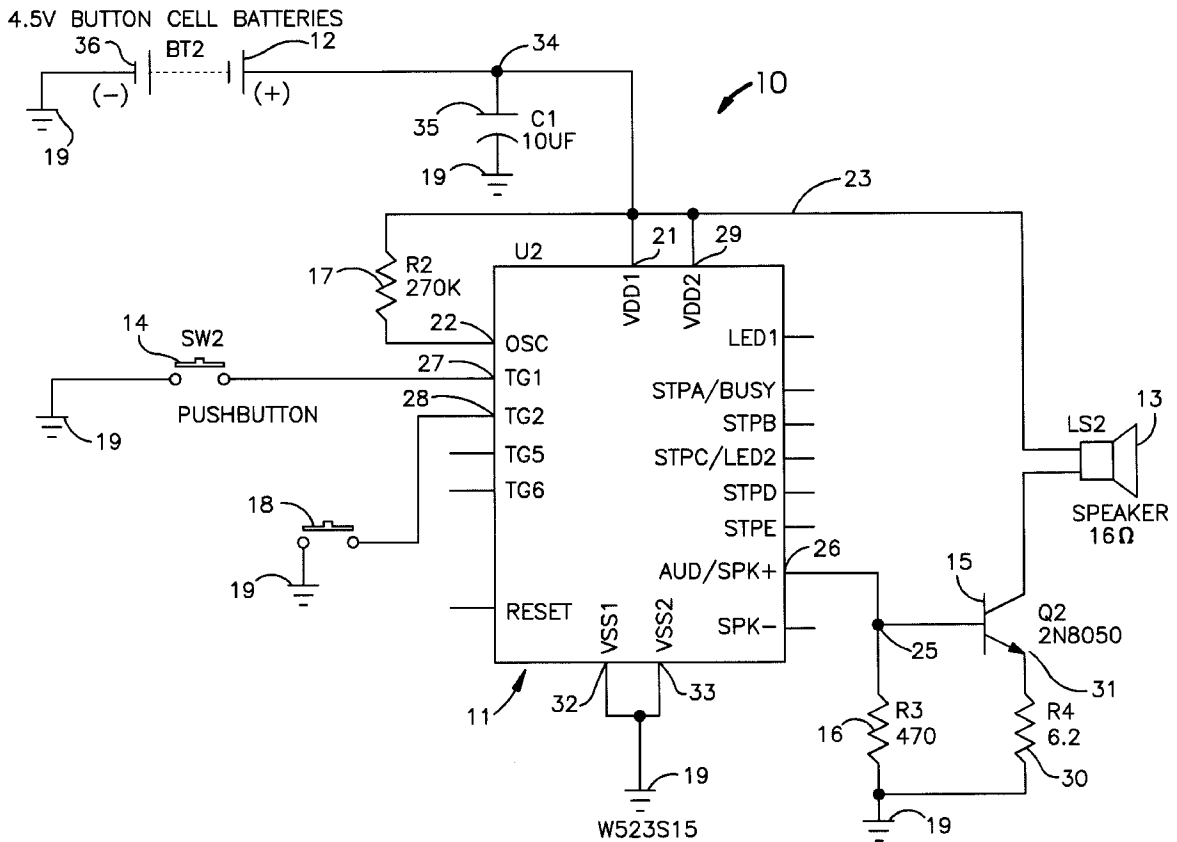 4.5V BUTTON CELL BATTERIES
36
BT2
12
34
10
(-)
(+)
35
C1
10UF
19
19
23
U2
21
29
R2
270K
17
VDD1
VDD2
22
14
SW2
OSC
LED1
27
TG1
28
STPA/BUSY
PUSHBUTTON
TG2
19
STPB
LS2
13
TG5
STPC/LED2
TG6
STPD
18
SPEAKER
16Ω
STPE
26
AUD/SPK+
15
19
RESET
VSS1
VSS2
SPK-
Q2
2N8050
25
11
32
33
31
R3
470
16
R4
6.2
30
19
19
W523S15